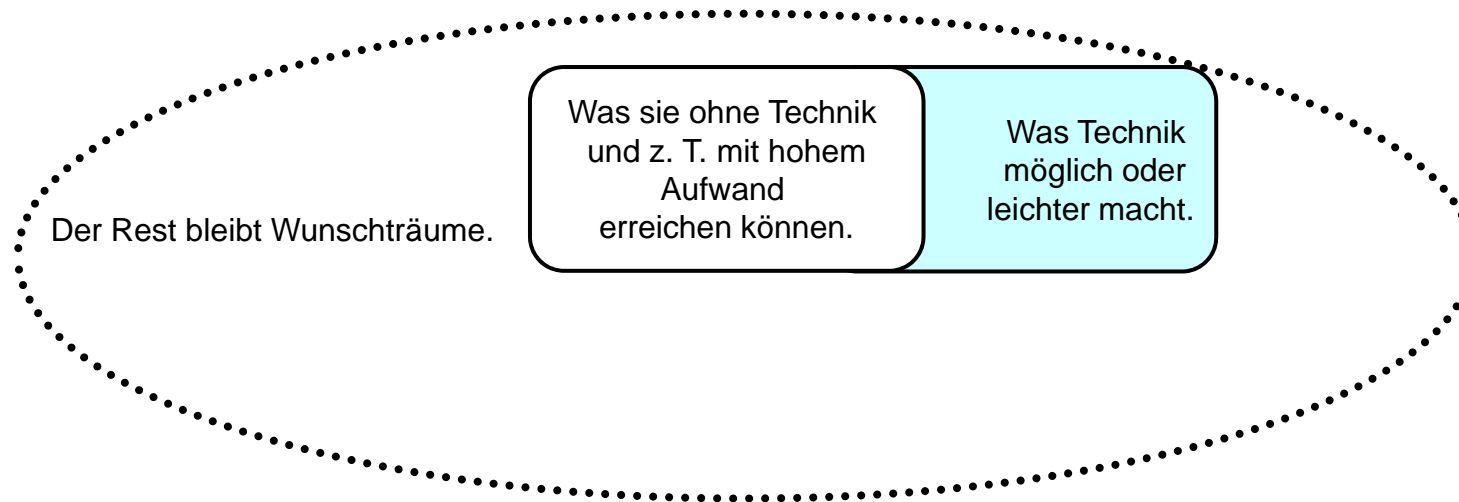 Was sie ohne Technik
und z. T. mit hohem
Aufwand
erreichen können.
Was Technik
möglich oder
leichter macht.
Der Rest bleibt Wunschträume.